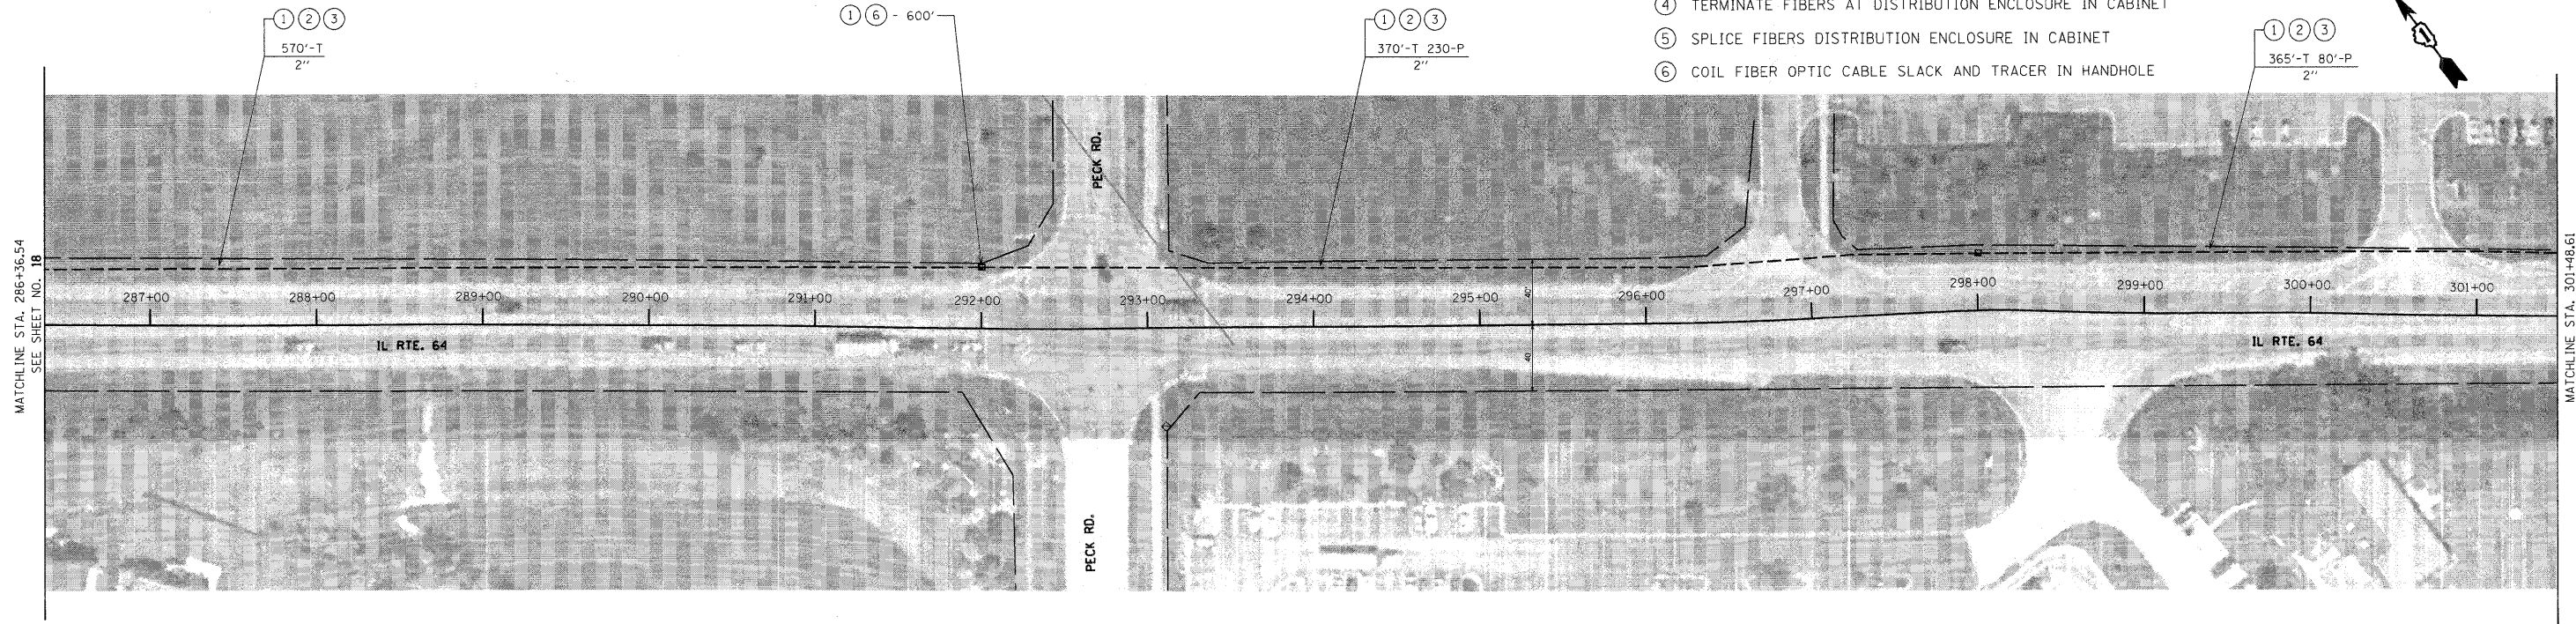 ① ② ③
570'-T
2''
① ⑥ - 600'
① ② ③
370'-T 230-P
2''
④ TERMINATE FIBERS AT DISTRIBUTION ENCLOSURE IN CABINET
⑤ SPLICE FIBERS DISTRIBUTION ENCLOSURE IN CABINET
⑥ COIL FIBER OPTIC CABLE SLACK AND TRACER IN HANDHOLE
① ② ③
365'-T 80'-P
2''
MATCHLINE STA. 286+36.54
SEE SHEET NO. 18
PECK RD.
287+00
288+00
289+00
290+00
291+00
292+00
293+00
294+00
295+00
296+00
297+00
298+00
299+00
300+00
301+00
40'
40
IL RTE. 64
IL RTE. 64
PECK RD.
MATCHLINE STA. 301+48.61